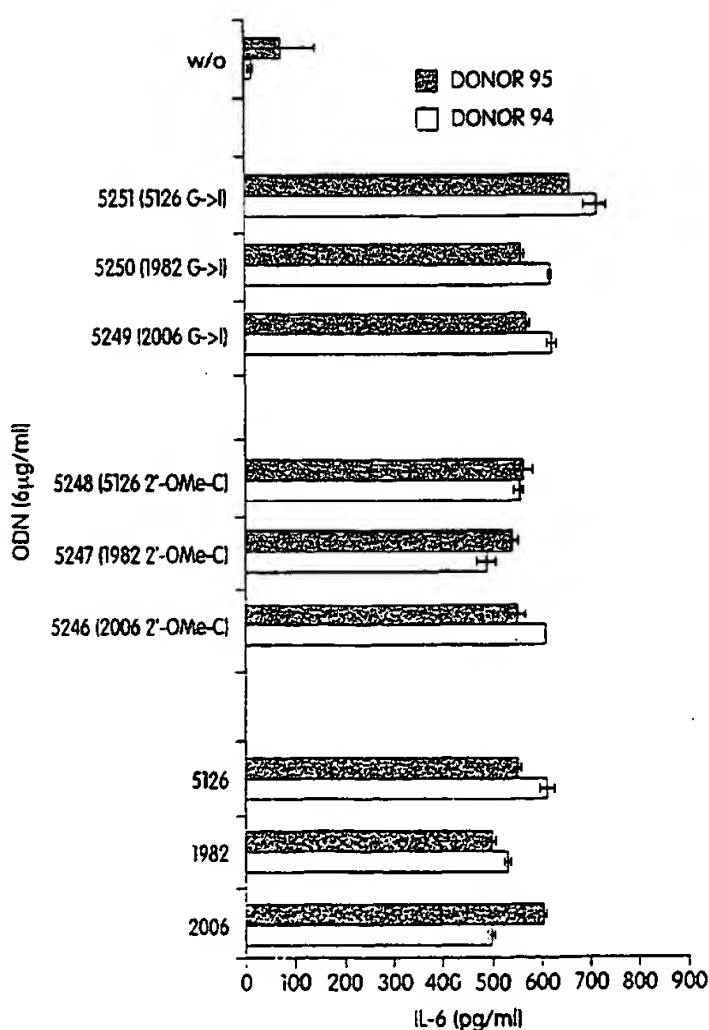 w/o
DONOR 95
DONOR 94
5251 (5126 G->I)
5250 (1982 G->I)
5249 (2006 G->I)
5248 (5126 2'-OMe-C)
5247 (1982 2'-OMe-C)
5246 (2006 2'-OMe-C)
5126
1982
2006
ODN (6µg/ml)
0 100 200 300 400 500 600 700 800 900
IL-6 (pg/ml)